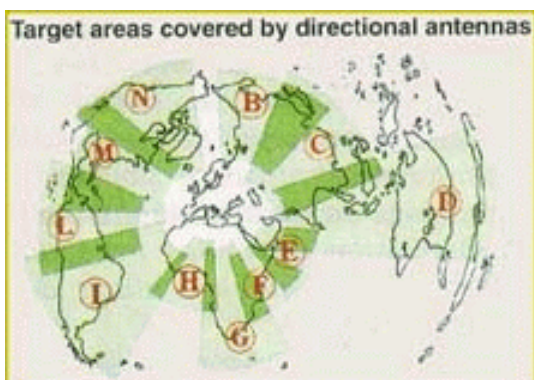 Target areas covered by directional antennas
N
B
C
M
D
L
E
I
H
F
G